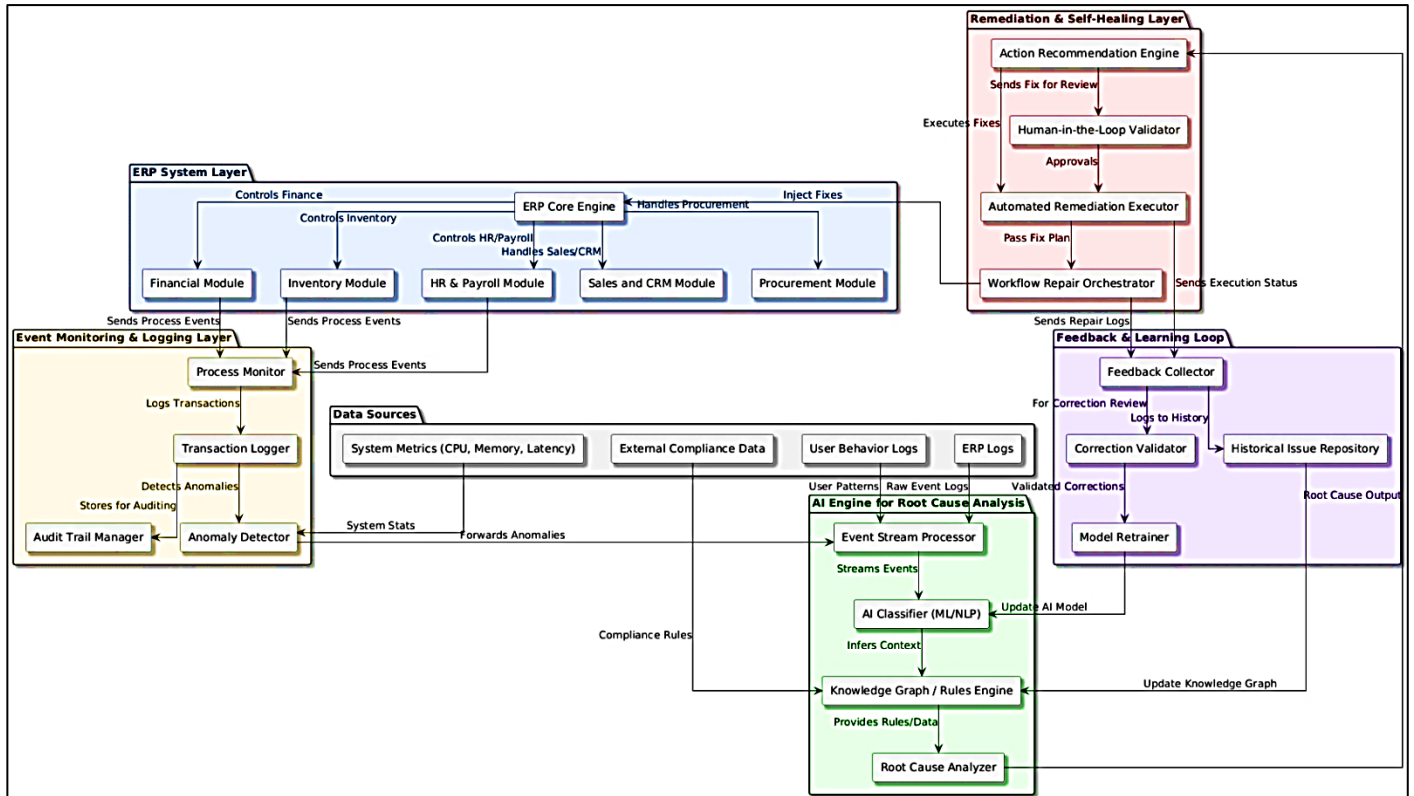 Remediation & Self-Healing Layer
Action Recommendation Engine
Sends Fix for Review
Executes Fixes
Human-in-the-Loop Validator
Approvals
Automated Remediation Executor
Pass Fix Plan
Workflow Repair Orchestrator
Sends Execution Status
Sends Repair Logs
ERP System Layer
Controls Finance
ERP Core Engine
Inject Fixes
Handles Procurement
Controls Inventory
Controls HR/Payroll
Handles Sales/CRM
Financial Module
Inventory Module
HR & Payroll Module
Sales and CRM Module
Procurement Module
Sends Process Events
Sends Process Events
Sends Process Events
Event Monitoring & Logging Layer
Process Monitor
Logs Transactions
Transaction Logger
Detects Anomalies
Stores for Auditing
Audit Trail Manager
Anomaly Detector
System Stats
Forwards Anomalies
Data Sources
System Metrics (CPU, Memory, Latency)
External Compliance Data
User Behavior Logs
ERP Logs
User Patterns
Raw Event Logs
Compliance Rules
Feedback & Learning Loop
Feedback Collector
For Correction Review
Logs to History
Correction Validator
Historical Issue Repository
Validated Corrections
Root Cause Output
Model Retrainer
AI Engine for Root Cause Analysis
Event Stream Processor
Streams Events
AI Classifier (ML/NLP)
Update AI Model
Infers Context
Knowledge Graph / Rules Engine
Update Knowledge Graph
Provides Rules/Data
Root Cause Analyzer